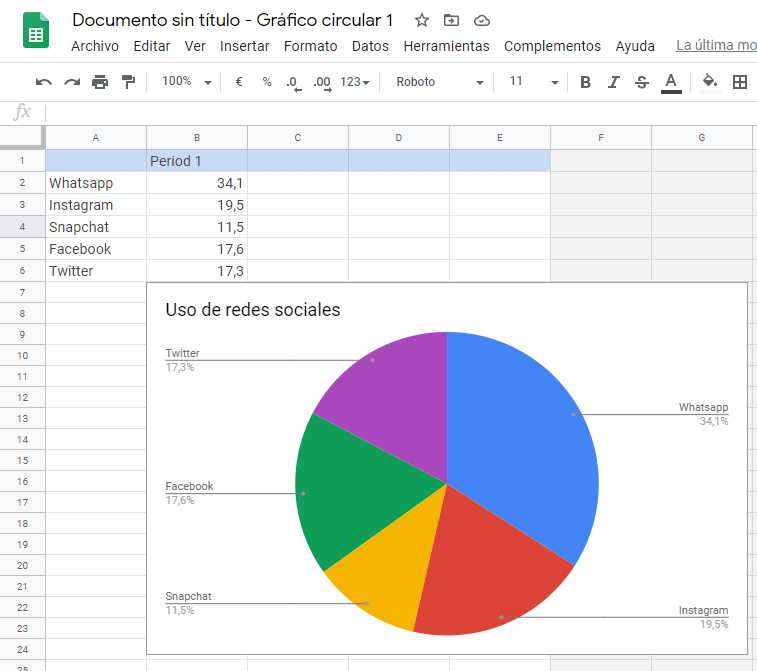 Documento sin título - Gráfico circular 1
Archivo Editar Ver Insertar Formato Datos Herramientas Complementos Ayuda La última mo
100% € % .0 .00 123 Roboto 11 B I S A
fx
A B C D E F G
1 Period 1
2 Whatsapp 34,1
3 Instagram 19,5
4 Snapchat 11,5
5 Facebook 17,6
6 Twitter 17,3
7
8
9
10
11
12
13
14
15
16
17
18
19
20
21
22
23
24
25
Uso de redes sociales
Twitter
17,3%
Whatsapp
34,1%
Facebook
17,6%
Snapchat
11,5%
Instagram
19,5%